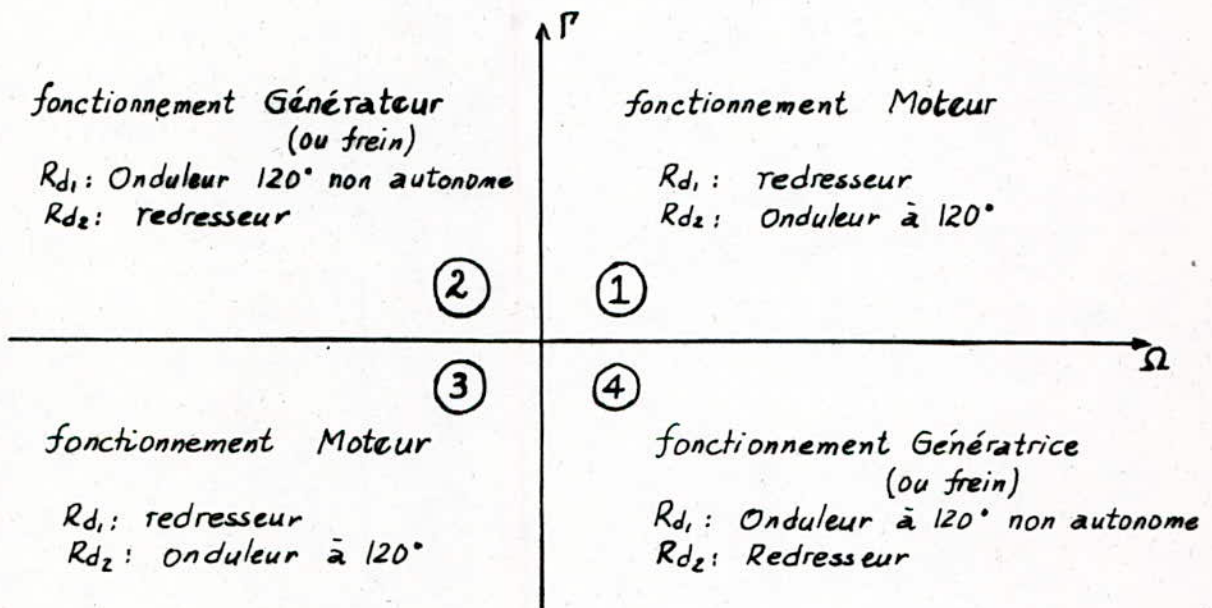 Γ
fonctionnement Générateur
(ou frein)
Rd₁ : Onduleur 120° non autonome
Rd₂ : redresseur
fonctionnement Moteur
Rd₁ : redresseur
Rd₂ : Onduleur à 120°
2
1
Ω
3
4
fonctionnement Moteur
Rd₁ : redresseur
Rd₂ : onduleur à 120°
fonctionnement Génératrice
(ou frein)
Rd₁ : Onduleur à 120° non autonome
Rd₂ : Redresseur